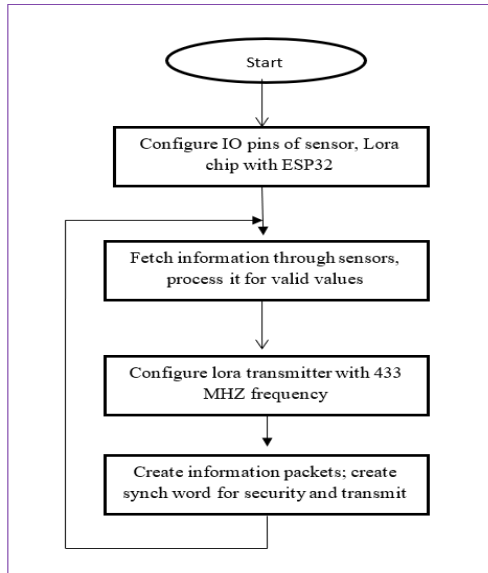 Start
Configure IO pins of sensor, Lora
chip with ESP32
Fetch information through sensors,
process it for valid values
Configure lora transmitter with 433
MHZ frequency
Create information packets; create
synch word for security and transmit